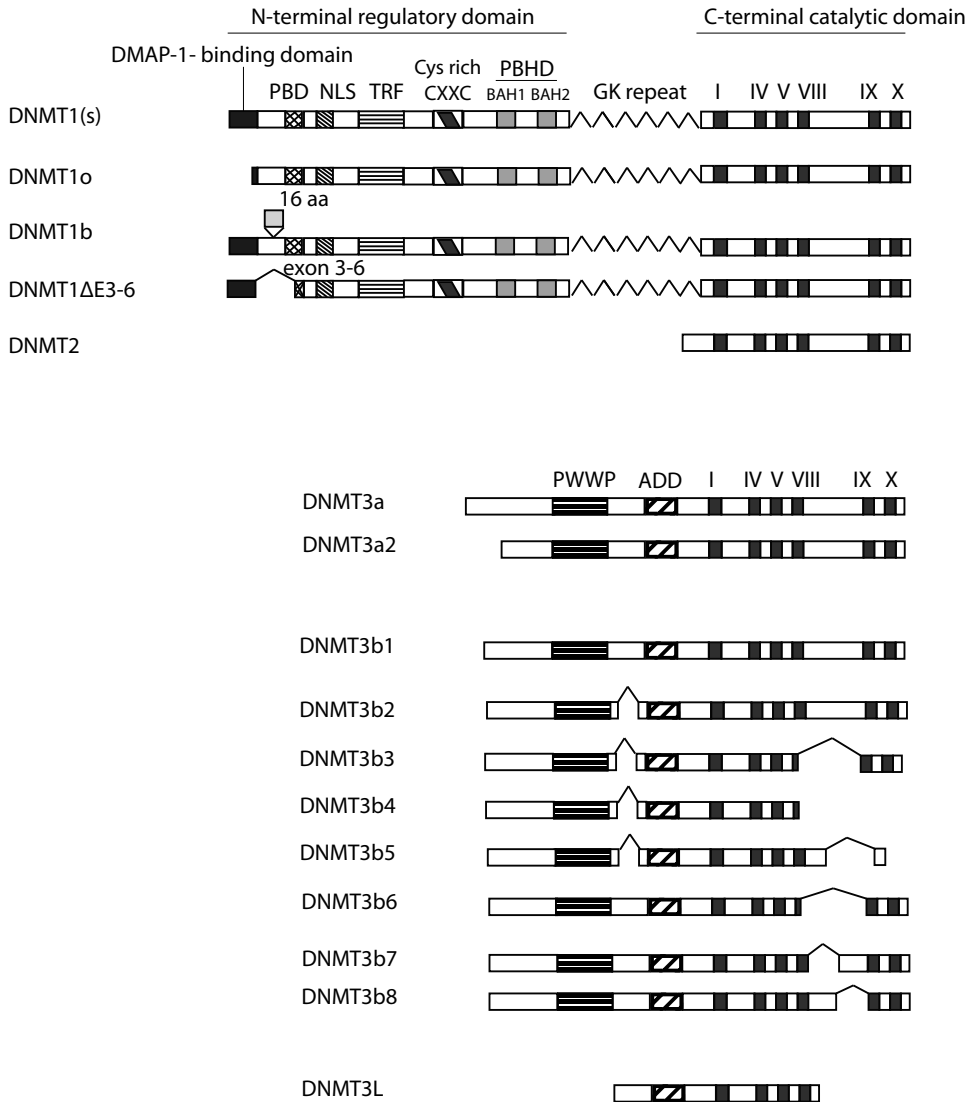 N-terminal regulatory domain
C-terminal catalytic domain
DMAP-1- binding domain
Cys rich
PBHD
PBD NLS TRF CXXC BAH1 BAH2 GK repeat I IV V VIII IX X
DNMT1(s)
DNMT1o
16 aa
DNMT1b
exon 3-6
DNMT1ΔE3-6
DNMT2
PWWP ADD I IV V VIII IX X
DNMT3a
DNMT3a2
DNMT3b1
DNMT3b2
DNMT3b3
DNMT3b4
DNMT3b5
DNMT3b6
DNMT3b7
DNMT3b8
DNMT3L